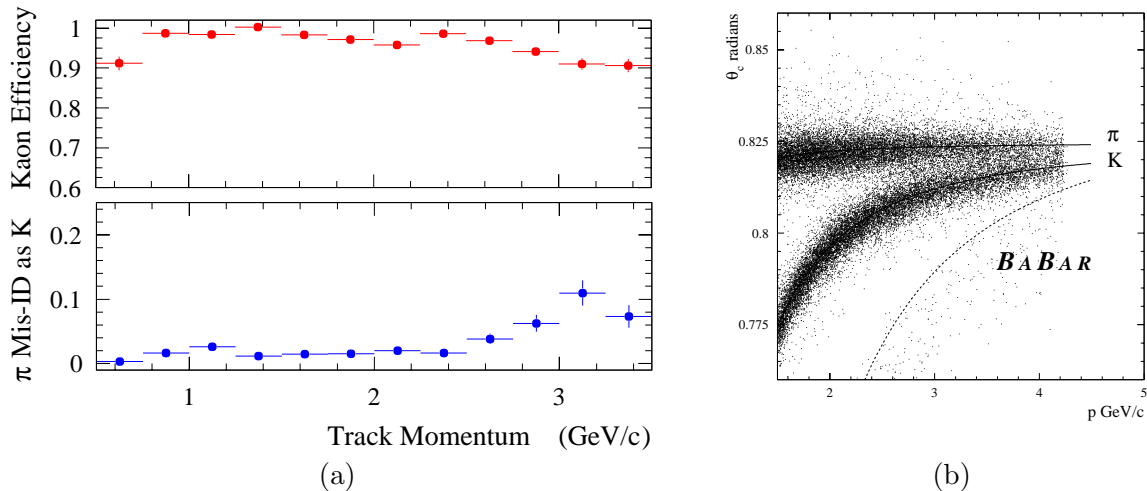 Kaon Efficiency
1
0.9
0.8
0.7
0.6
π Mis-ID as K
0.2
0.1
0
1
2
3
Track Momentum (GeV/c)
(a)
θ_c radians
0.85
0.825
0.8
0.775
π
K
BABAR
2
3
4
5
p GeV/c
(b)